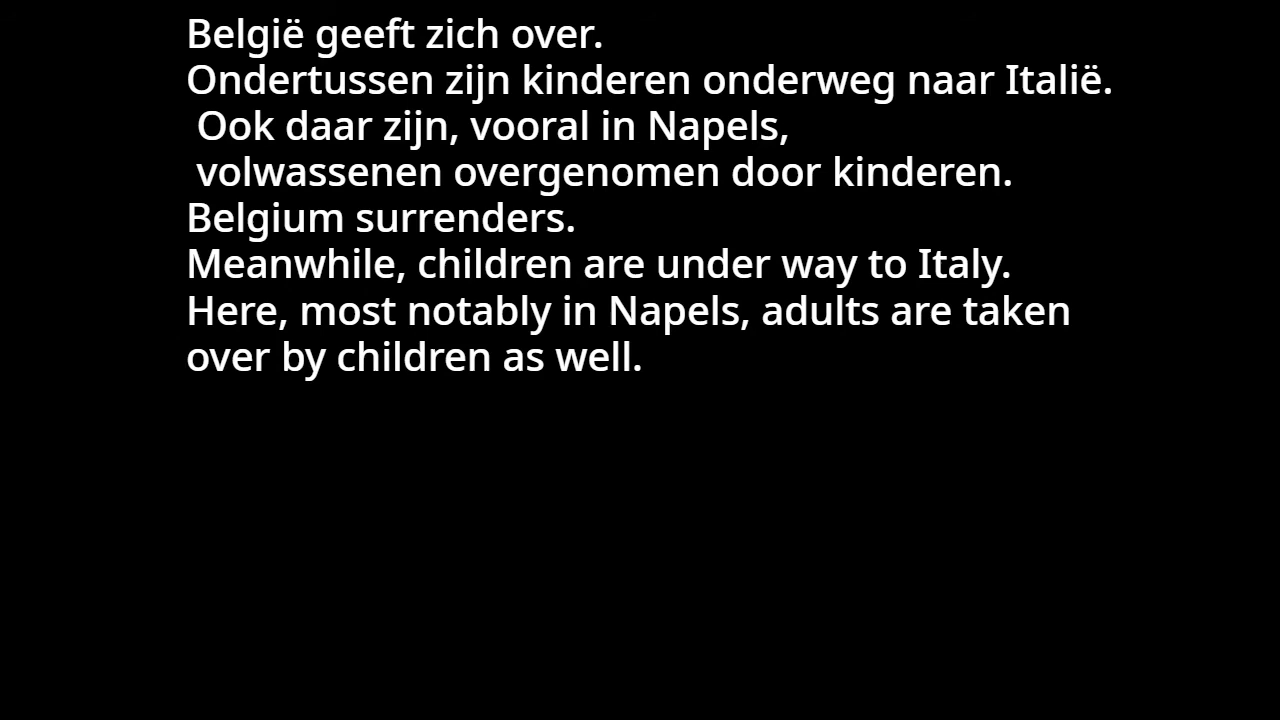 België geeft zich over.
Ondertussen zijn kinderen onderweg naar Italië.
Ook daar zijn, vooral in Napels,
volwassenen overgenomen door kinderen.
Belgium surrenders.
Meanwhile, children are under way to Italy.
Here, most notably in Napels, adults are taken
over by children as well.